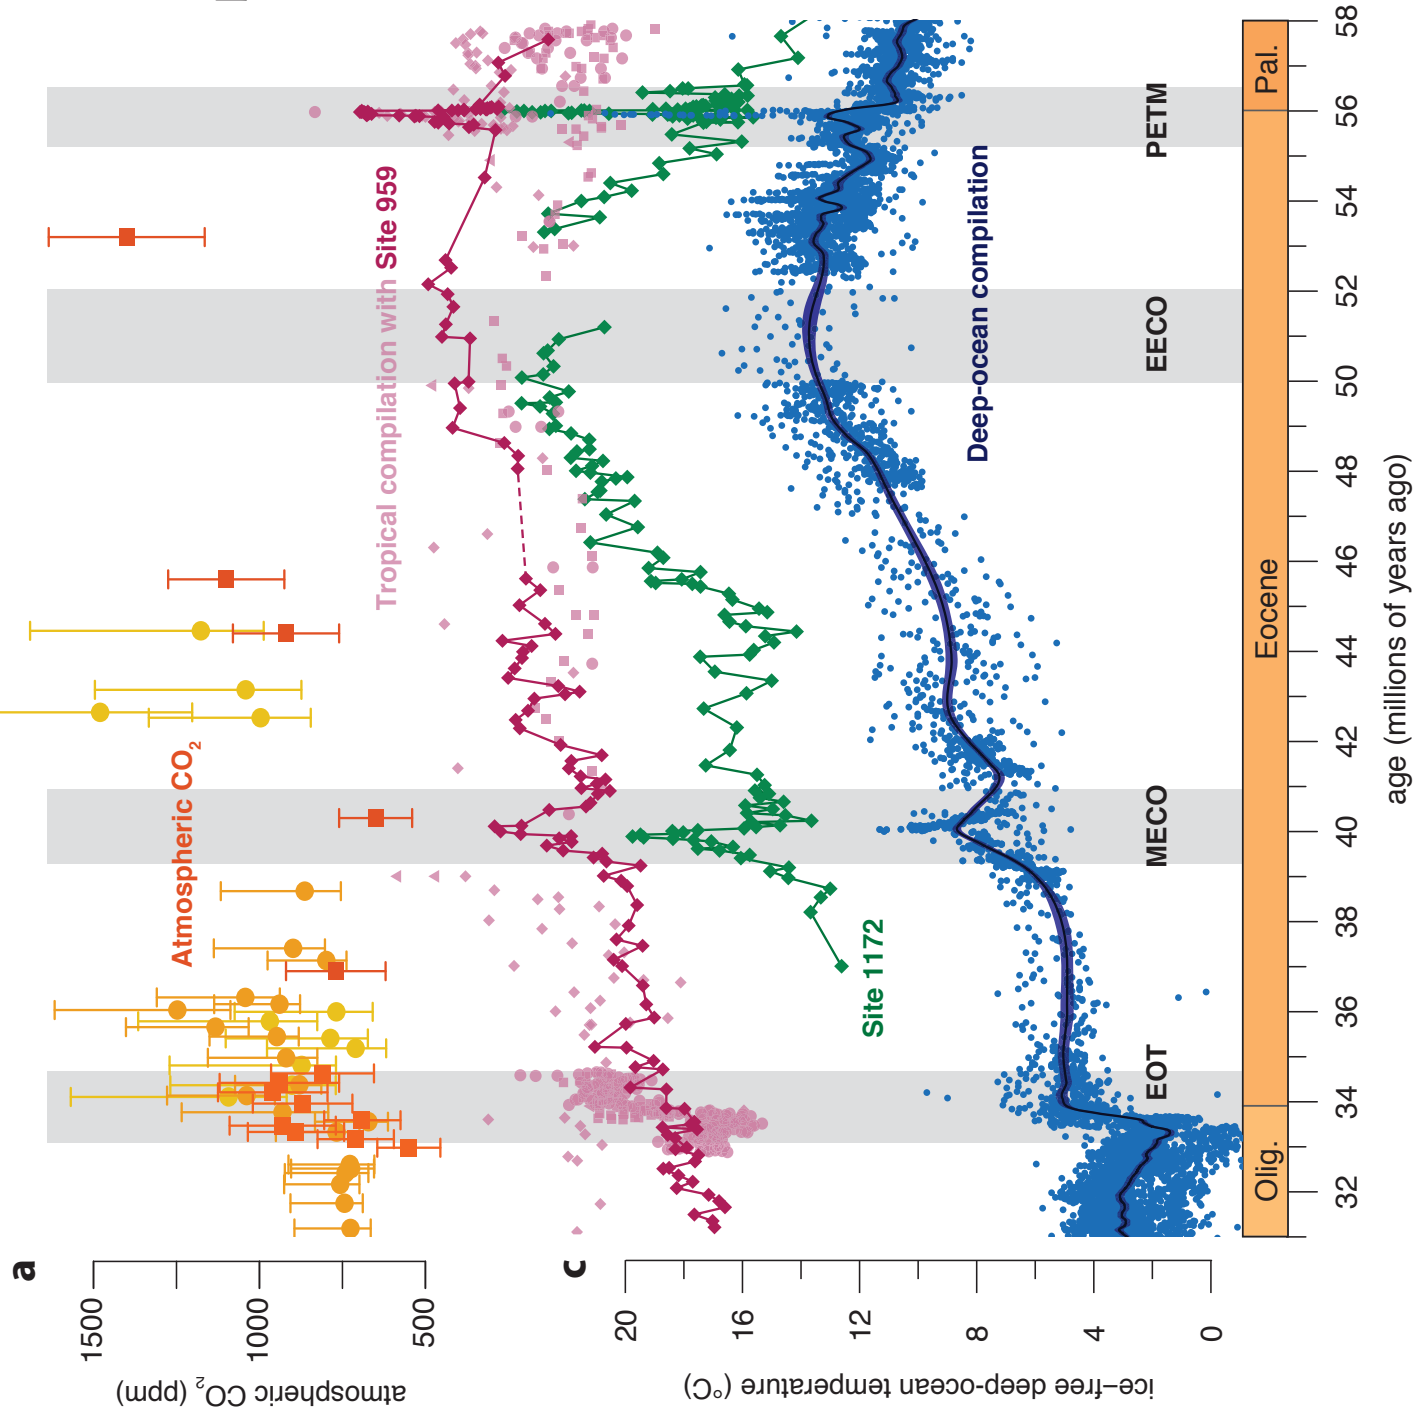 a
1500
1000
500
atmospheric CO2 (ppm)
Atmospheric CO2
Tropical compilation with Site 959
c
20
16
12
8
4
0
ice–free deep-ocean temperature (°C)
Site 1172
Deep-ocean compilation
EOT
MECO
EECO
PETM
Olig.
Eocene
Pal.
32
34
36
38
40
42
44
46
48
50
52
54
56
58
age (millions of years ago)